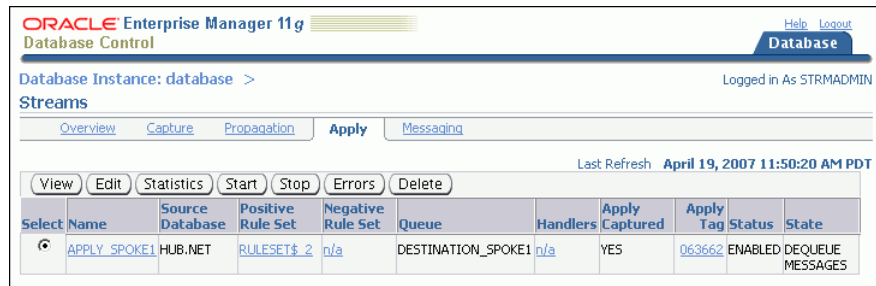 ORACLE Enterprise Manager 11g
Database Control
Help Logout
Database
Database Instance: database >
Logged in As STRMADMIN
Streams
Overview Capture Propagation Apply Messaging
Last Refresh April 19, 2007 11:50:20 AM PDT
View Edit Statistics Start Stop Errors Delete
Select Name Source Database Positive Rule Set Negative Rule Set Queue Handlers Apply Captured Apply Tag Status State
APPLY_SPOKE1 HUB.NET RULESET$_2 n/a DESTINATION_SPOKE1 n/a YES 063662 ENABLED DEQUEUE MESSAGES